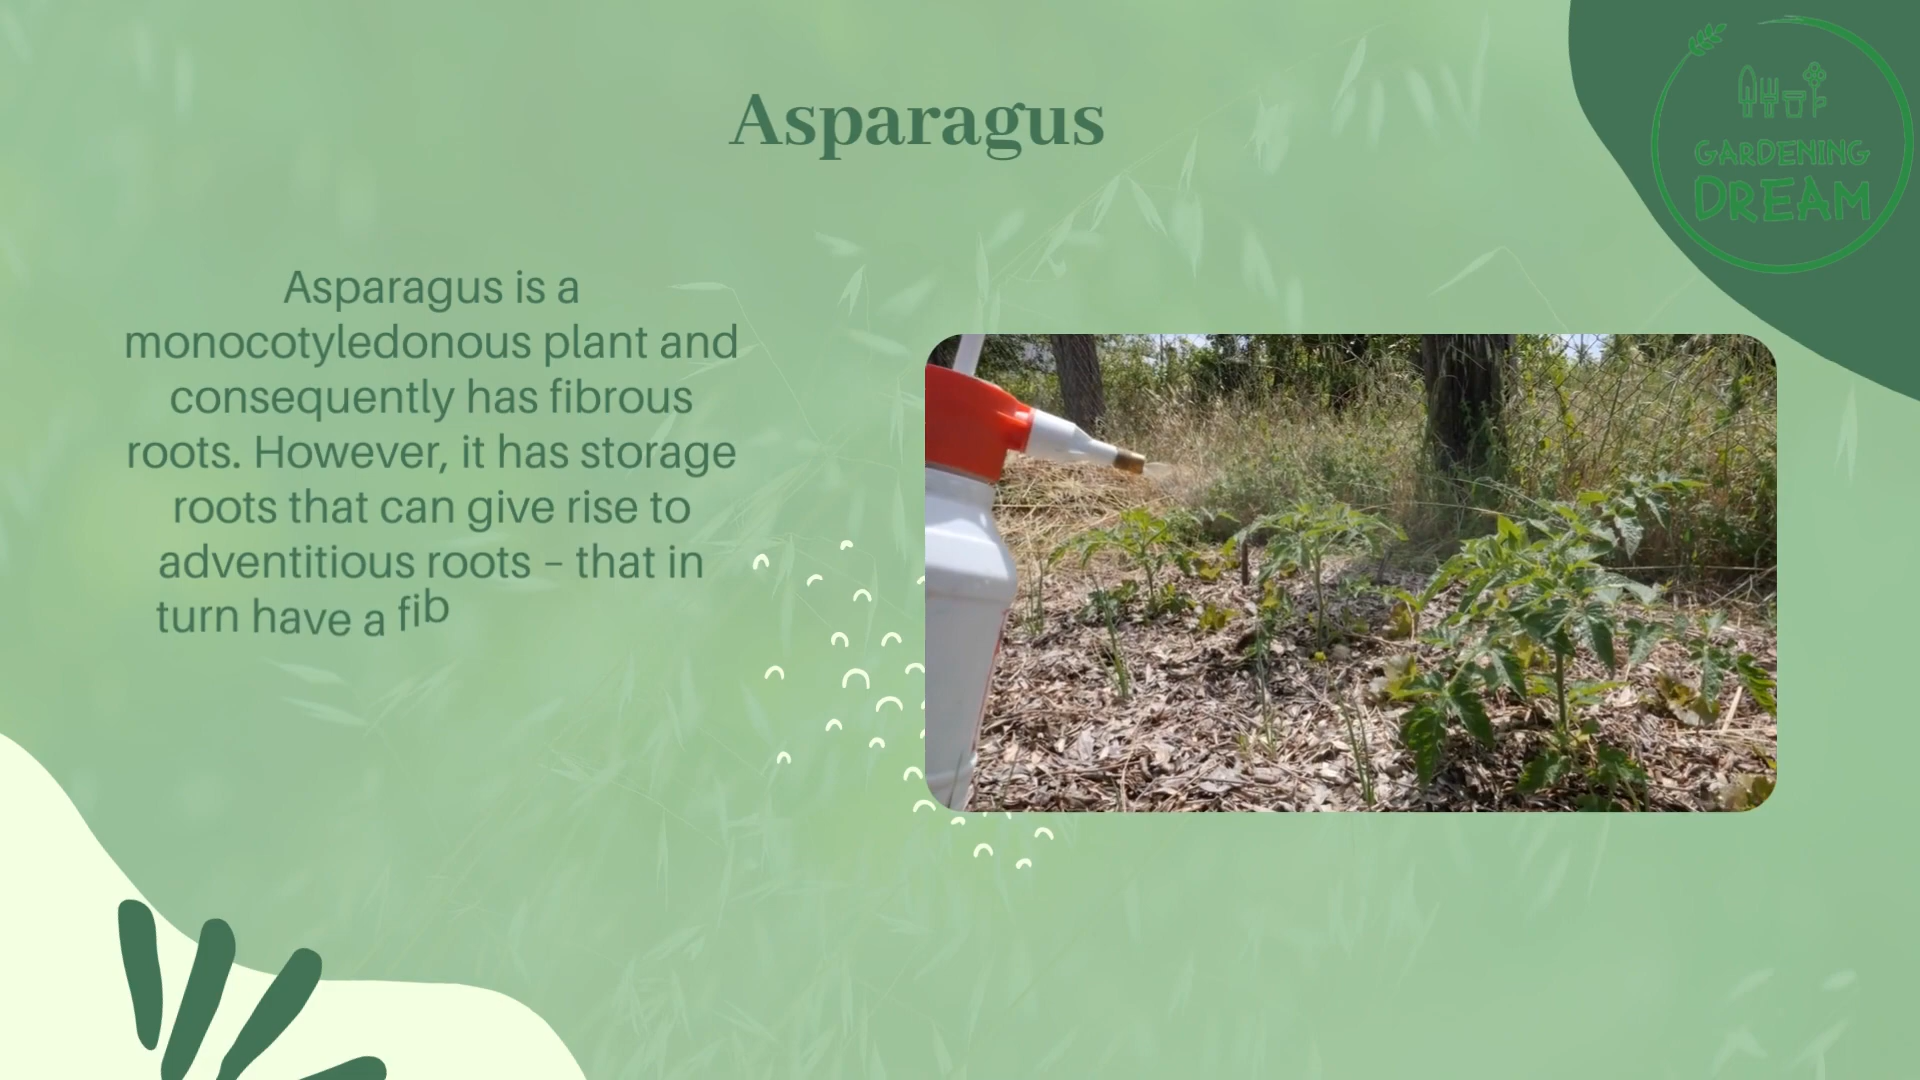 Asparagus
GARDENING
DREAM
Asparagus is a
monocotyledonous plant and
consequently has fibrous
roots. However, it has storage
roots that can give rise to
adventitious roots – that in
turn have a fib